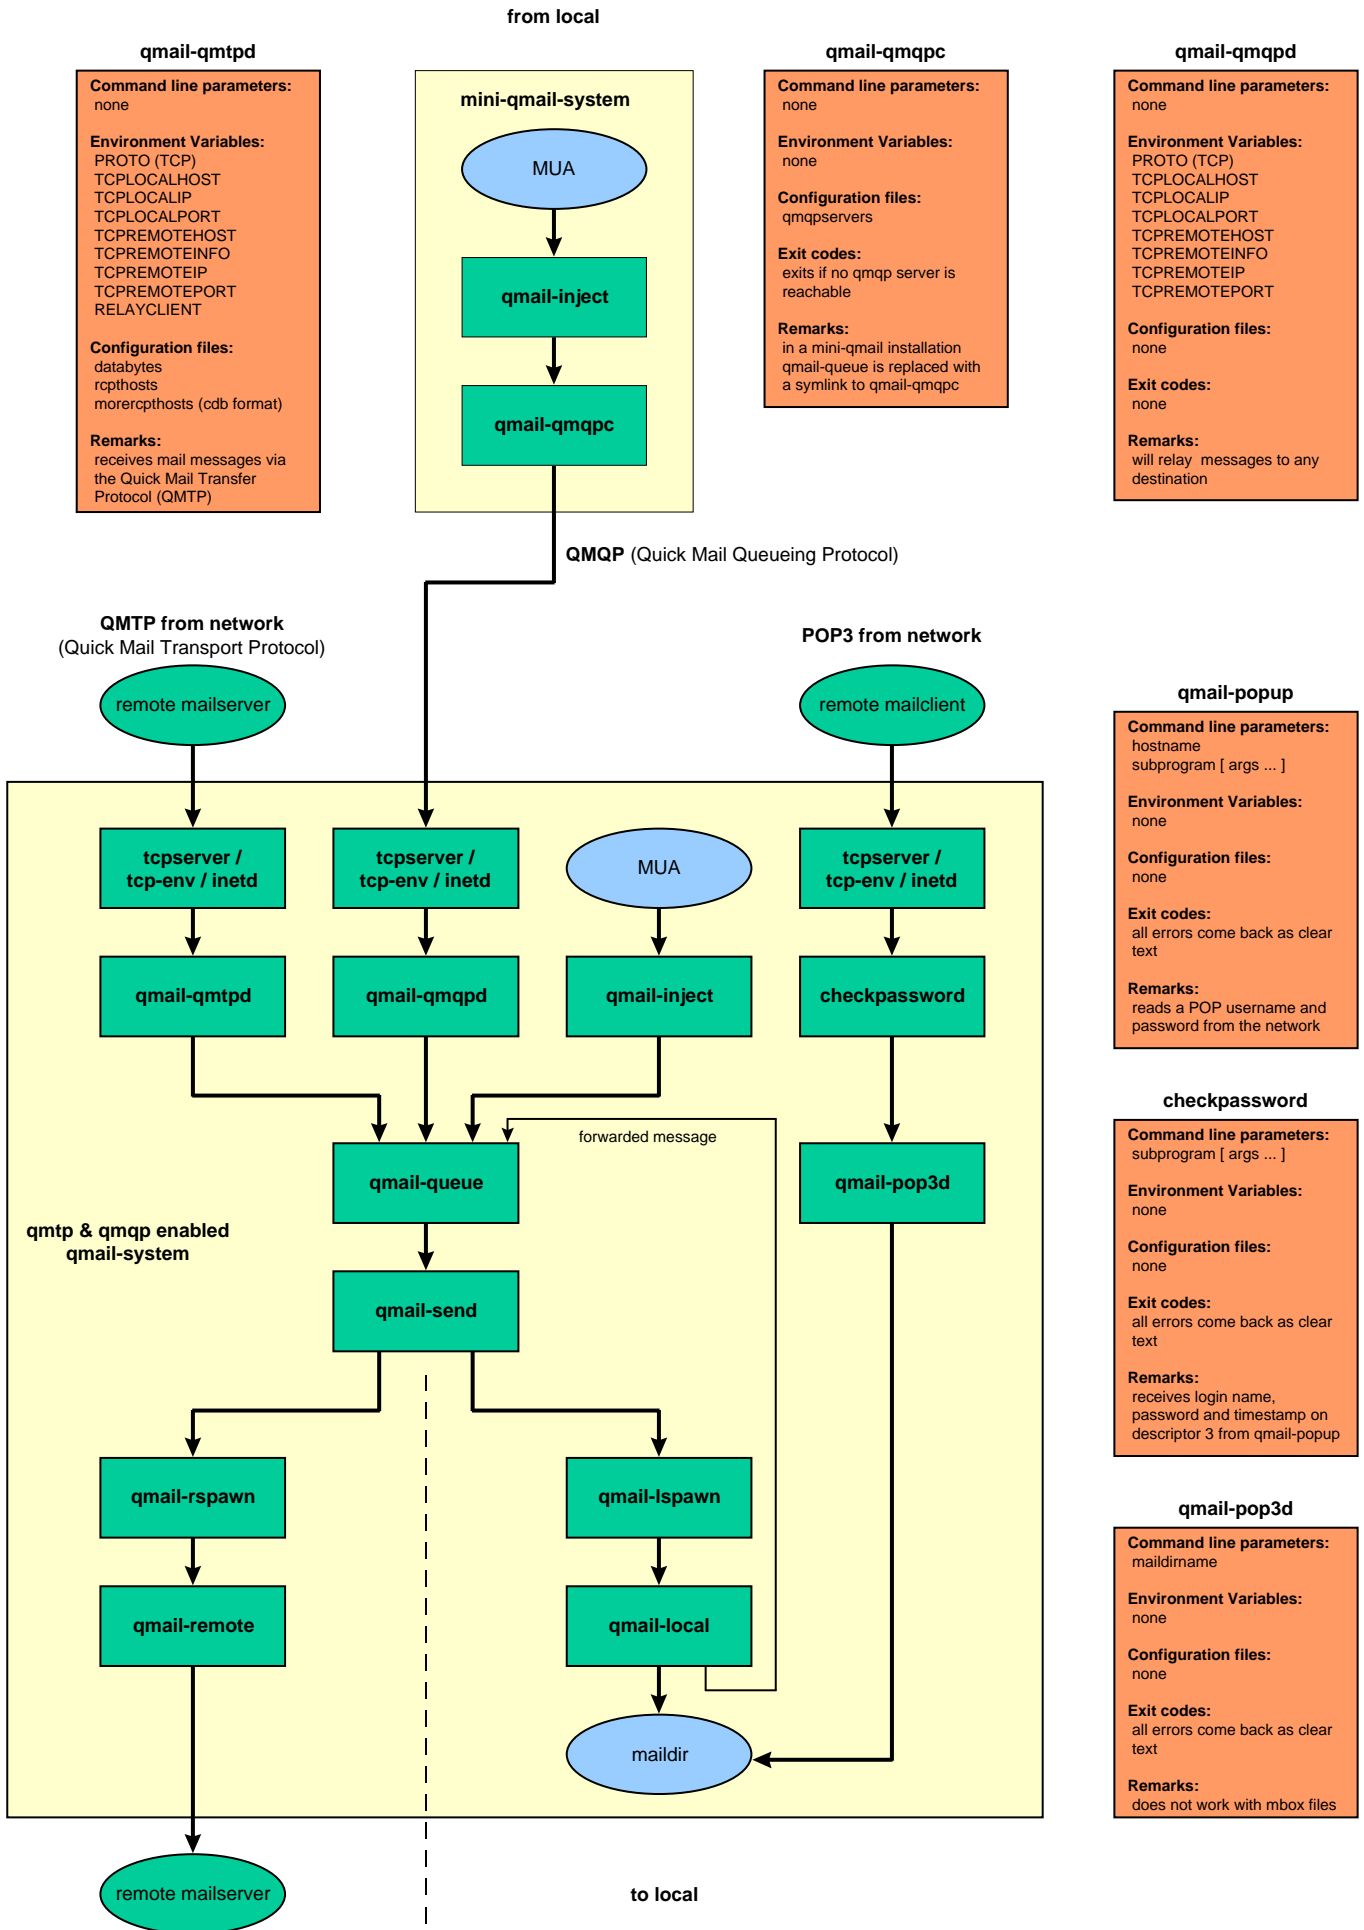 from local
qmail-qmtpd
Command line parameters:
none
Environment Variables:
PROTO (TCP)
TCPLOCALHOST
TCPLOCALIP
TCPLOCALPORT
TCPREMOTEHOST
TCPREMOTEINFO
TCPREMOTEIP
TCPREMOTEPORT
RELAYCLIENT
Configuration files:
databytes
rcpthosts
morercpthosts (cdb format)
Remarks:
receives mail messages via
the Quick Mail Transfer
Protocol (QMTP)
mini-qmail-system
MUA
qmail-inject
qmail-qmqpc
qmail-qmqpc
Command line parameters:
none
Environment Variables:
none
Configuration files:
qmqpservers
Exit codes:
exits if no qmqp server is
reachable
Remarks:
in a mini-qmail installation
qmail-queue is replaced with
a symlink to qmail-qmqpc
qmail-qmqpd
Command line parameters:
none
Environment Variables:
PROTO (TCP)
TCPLOCALHOST
TCPLOCALIP
TCPLOCALPORT
TCPREMOTEHOST
TCPREMOTEINFO
TCPREMOTEIP
TCPREMOTEPORT
Configuration files:
none
Exit codes:
none
Remarks:
will relay messages to any
destination
QMQP (Quick Mail Queueing Protocol)
QMTP from network
(Quick Mail Transport Protocol)
remote mailserver
POP3 from network
remote mailclient
tcpserver /
tcp-env / inetd
tcpserver /
tcp-env / inetd
MUA
tcpserver /
tcp-env / inetd
qmail-qmtpd
qmail-qmqpd
qmail-inject
checkpassword
forwarded message
qmail-queue
qmail-pop3d
qmtp & qmqp enabled
qmail-system
qmail-send
qmail-rspawn
qmail-lspawn
qmail-remote
qmail-local
maildir
remote mailserver
to local
qmail-popup
Command line parameters:
hostname
subprogram [ args ... ]
Environment Variables:
none
Configuration files:
none
Exit codes:
all errors come back as clear
text
Remarks:
reads a POP username and
password from the network
checkpassword
Command line parameters:
subprogram [ args ... ]
Environment Variables:
none
Configuration files:
none
Exit codes:
all errors come back as clear
text
Remarks:
receives login name,
password and timestamp on
descriptor 3 from qmail-popup
qmail-pop3d
Command line parameters:
maildirname
Environment Variables:
none
Configuration files:
none
Exit codes:
all errors come back as clear
text
Remarks:
does not work with mbox files